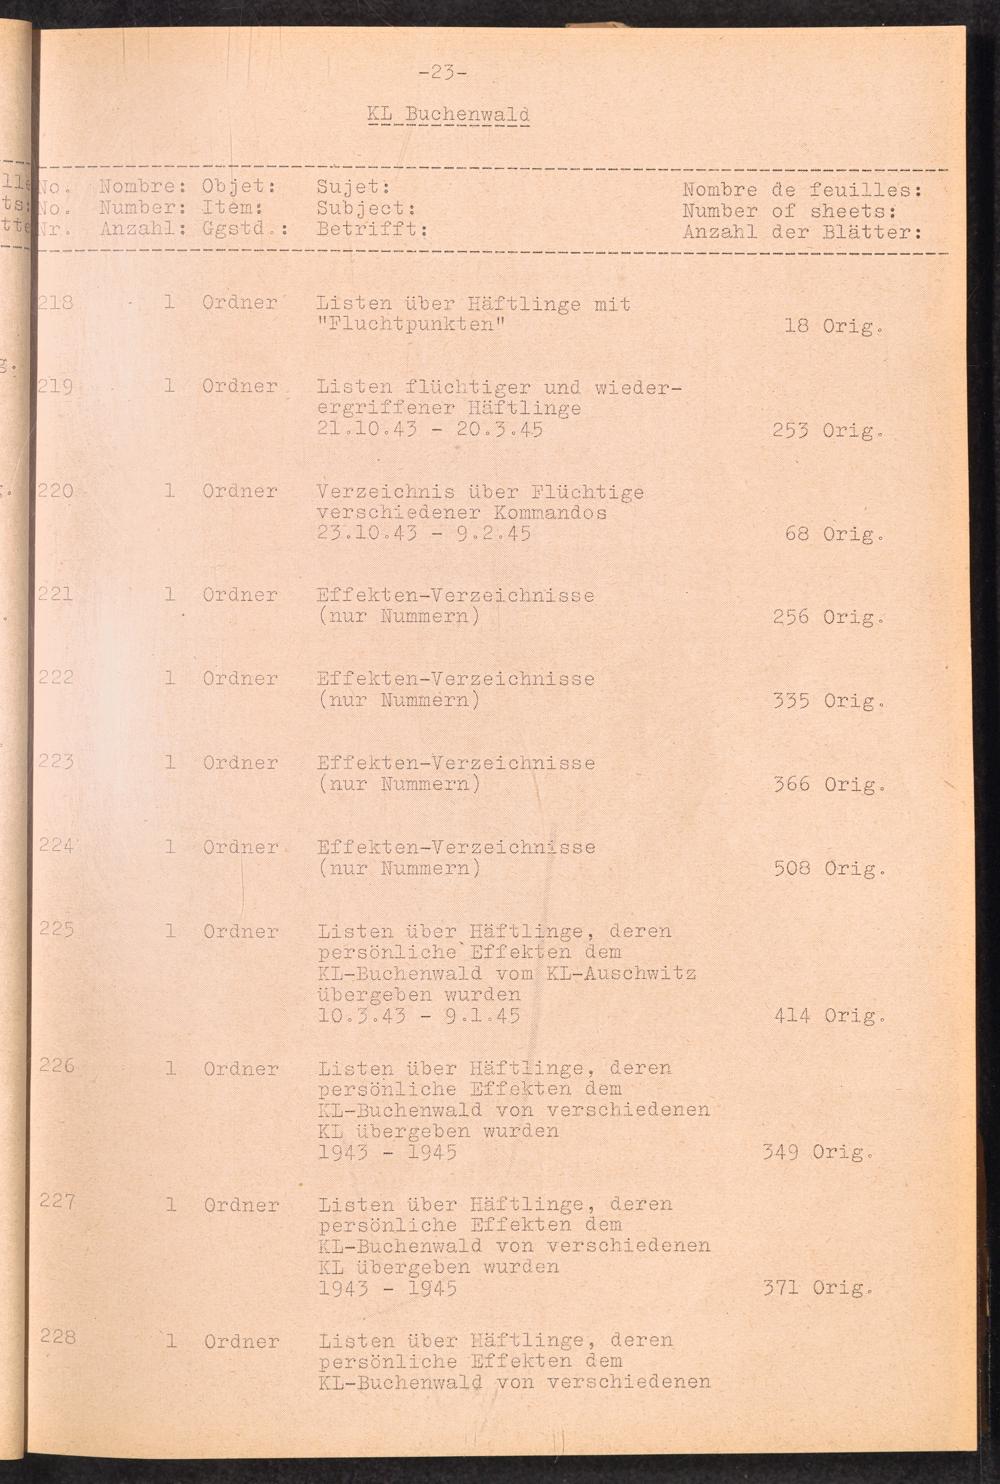 -23-
KL Buchenwald
No. Nombre: Objet: Sujet: Nombre de feuilles:
No. Number: Item: Subject: Number of sheets:
Nr. Anzahl: Ggstd.: Betrifft: Anzahl der Blätter:
218 1 Ordner Listen über Häftlinge mit
"Fluchtpunkten" 18 Orig.
219 1 Ordner Listen flüchtiger und wieder-
ergriffener Häftlinge
21.10.43 - 20.3.45 253 Orig.
220 1 Ordner Verzeichnis über Flüchtige
verschiedener Kommandos
23.10.43 - 9.2.45 68 Orig.
221 1 Ordner Effekten-Verzeichnisse
(nur Nummern) 256 Orig.
222 1 Ordner Effekten-Verzeichnisse
(nur Nummern) 335 Orig.
223 1 Ordner Effekten-Verzeichnisse
(nur Nummern) 366 Orig.
224 1 Ordner Effekten-Verzeichnisse
(nur Nummern) 508 Orig.
225 1 Ordner Listen über Häftlinge, deren
persönliche Effekten dem
KL-Buchenwald vom KL-Auschwitz
übergeben wurden
10.3.43 - 9.1.45 414 Orig.
226 1 Ordner Listen über Häftlinge, deren
persönliche Effekten dem
KL-Buchenwald von verschiedenen
KL übergeben wurden
1943 - 1945 349 Orig.
227 1 Ordner Listen über Häftlinge, deren
persönliche Effekten dem
KL-Buchenwald von verschiedenen
KL übergeben wurden
1943 - 1945 371 Orig.
228 1 Ordner Listen über Häftlinge, deren
persönliche Effekten dem
KL-Buchenwald von verschiedenen